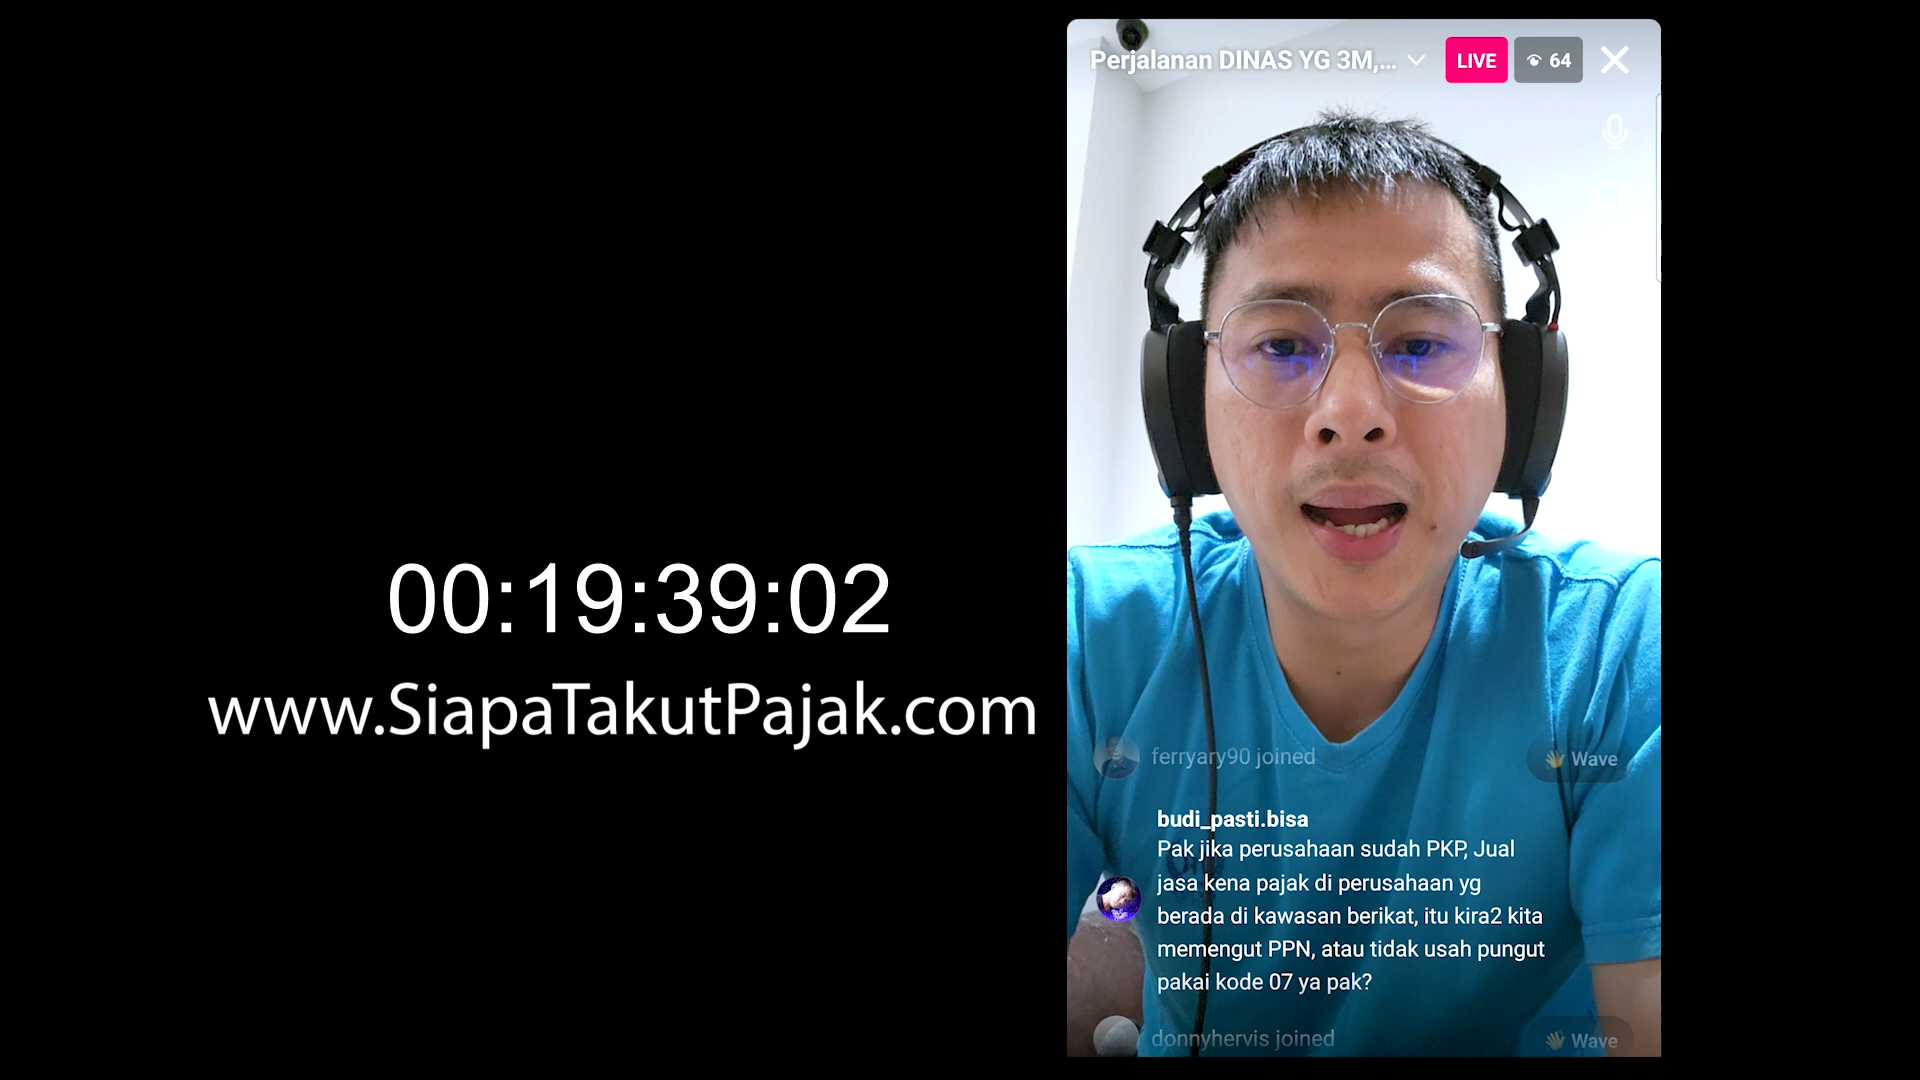 00:19:39:02
www.SiapaTakutPajak.com
Perjalanan DINAS YG 3M,...
LIVE
64
ferryary90 joined
Wave
budi_pasti.bisa
Pak jika perusahaan sudah PKP, Jual
jasa kena pajak di perusahaan yg
berada di kawasan berikat, itu kira2 kita
memengut PPN, atau tidak usah pungut
pakai kode 07 ya pak?
donnyhervis joined
Wave